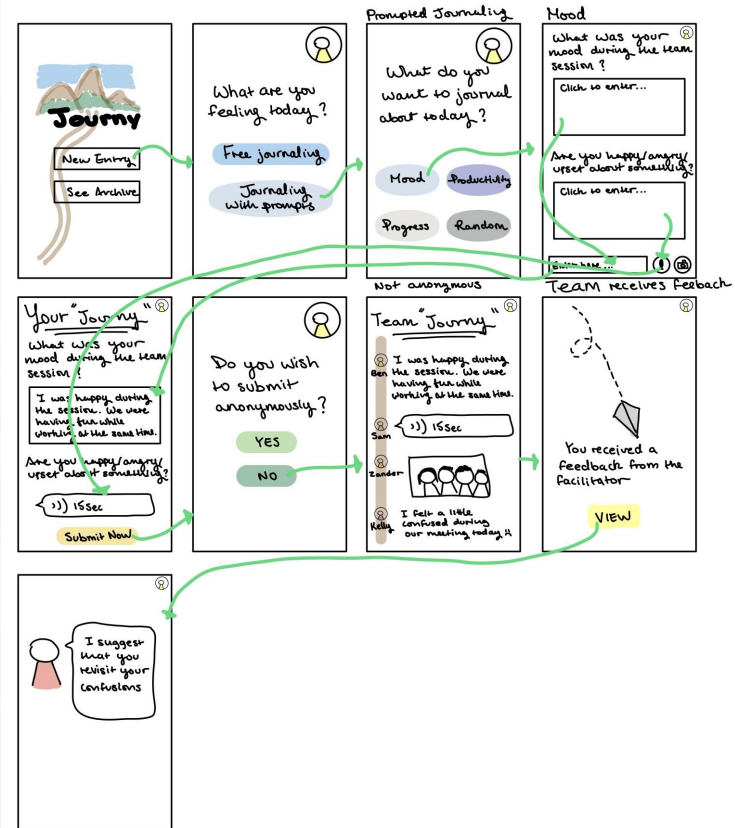 Journy
New Entry
See Archive
What are you
feeling today?
Free journaling
Journaling
with prompts
Prompted Journaling
What do you
want to journal
about today?
Mood
Productivity
Progress
Random
Mood
What was your
mood during the team
session?
Click to enter...
Are you happy/angry/
upset about something?
Click to enter...
here...
Your "Journy"
What was your
mood during the team
session?
I was happy during
the session. We were
having fun while
working at the same time.
Are you happy/angry/
upset about something?
15sec
Submit Now
Do you wish
to submit
anonymously?
YES
NO
Not anonymous
Team "Journy"
Ben
I was happy during
the session. We were
having fun while
working at the same time.
Sam
15sec
Zander
Kelly
I felt a little
confused during
our meeting today
Team receives feeback
You received a
feedback from the
facilitator
VIEW
I suggest
that you
revisit your
confusions